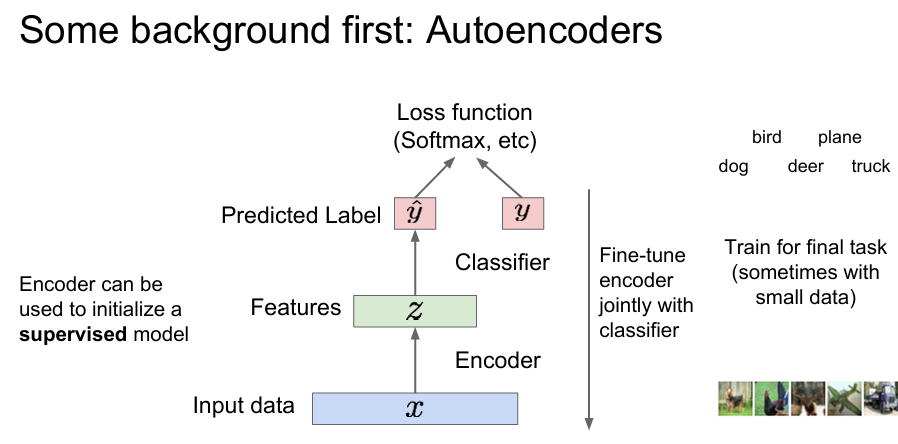 Some background first: Autoencoders
Loss function
(Softmax, etc)
bird plane
dog deer truck
Predicted Label
ŷ
y
Classifier
Fine-tune
encoder
jointly with
classifier
Train for final task
(sometimes with
small data)
Encoder can be
used to initialize a
supervised model
Features
z
Encoder
Input data
x